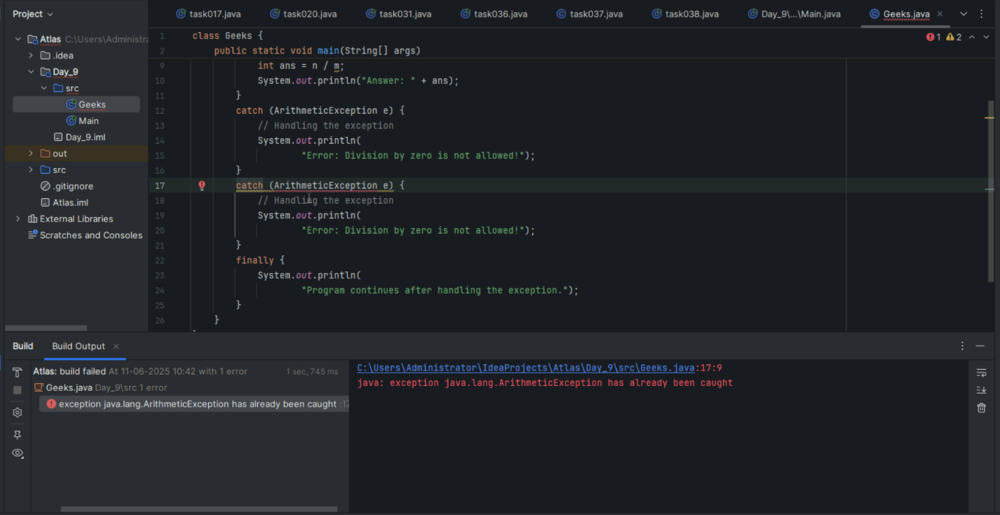 Project
task017.java task020.java task031.java task036.java task037.java task038.java Day_9\...\Main.java Geeks.java
Atlas C:\Users\Administra
.idea
Day_9
src
Geeks
Main
Day_9.iml
out
src
.gitignore
Atlas.iml
External Libraries
Scratches and Consoles
1 2
1 class Geeks {
2 public static void main(String[] args)
9 int ans = n / m;
10 System.out.println("Answer: " + ans);
11 }
12 catch (ArithmeticException e) {
13 // Handling the exception
14 System.out.println(
15 "Error: Division by zero is not allowed!");
16 }
17 catch (ArithmeticException e) {
18 // Handling the exception
19 System.out.println(
20 "Error: Division by zero is not allowed!");
21 }
22 finally {
23 System.out.println(
24 "Program continues after handling the exception.");
25 }
26 }
Build Build Output
Atlas: build failed At 11-06-2025 10:42 with 1 error 1 sec, 745 ms
Geeks.java Day_9\src 1 error
exception java.lang.ArithmeticException has already been caught :17
C:\Users\Administrator\IdeaProjects\Atlas\Day_9\src\Geeks.java:17:9
java: exception java.lang.ArithmeticException has already been caught